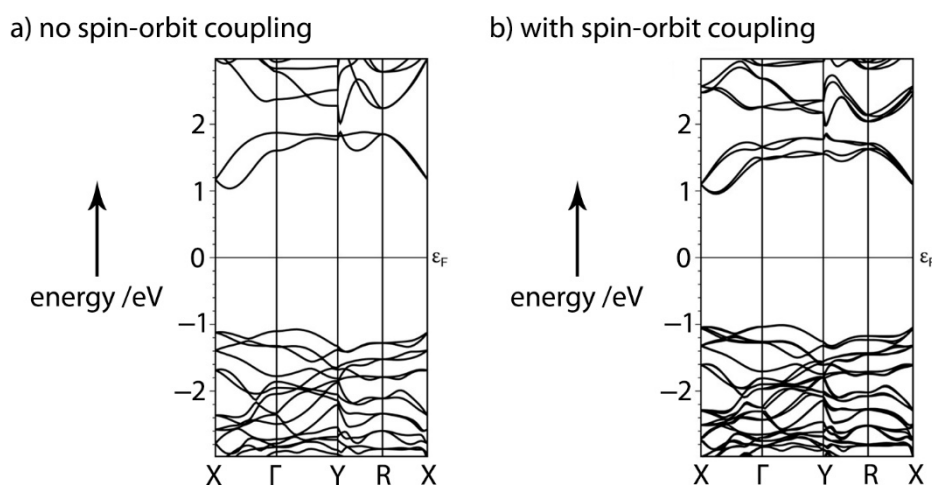 a) no spin-orbit coupling
2
1
0
−1
−2
energy /eV
εF
X Γ Y R X
b) with spin-orbit coupling
2
1
0
−1
−2
energy /eV
εF
X Γ Y R X